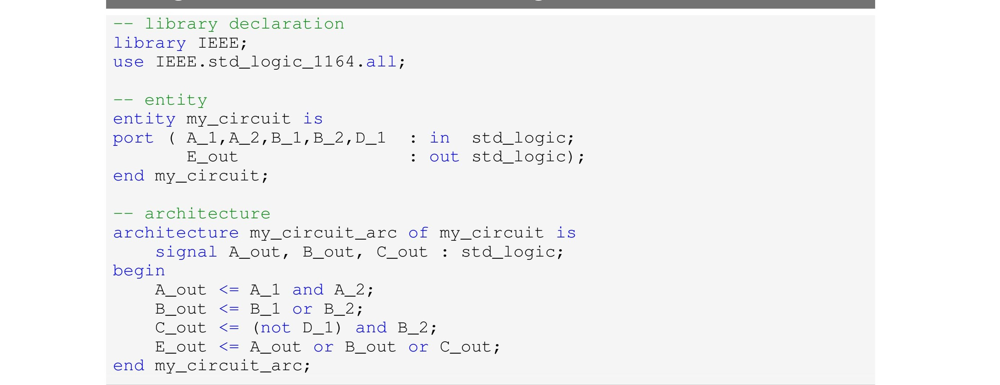 -- library declaration
library IEEE;
use IEEE.std_logic_1164.all;
-- entity
entity my_circuit is
port ( A_1,A_2,B_1,B_2,D_1 : in std_logic;
E_out : out std_logic);
end my_circuit;
-- architecture
architecture my_circuit_arc of my_circuit is
signal A_out, B_out, C_out : std_logic;
begin
A_out <= A_1 and A_2;
B_out <= B_1 or B_2;
C_out <= (not D_1) and B_2;
E_out <= A_out or B_out or C_out;
end my_circuit_arc;